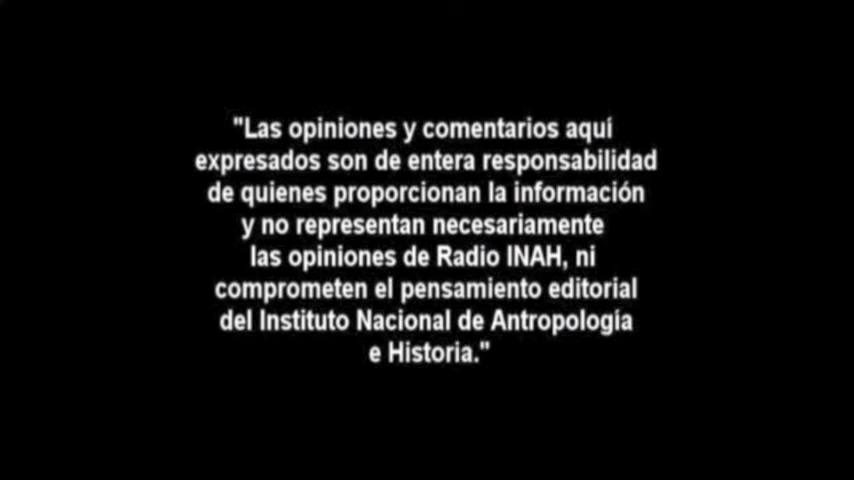 "Las opiniones y comentarios aquí
expresados son de entera responsabilidad
de quienes proporcionan la información
y no representan necesariamente
las opiniones de Radio INAH, ni
comprometen el pensamiento editorial
del Instituto Nacional de Antropología
e Historia."